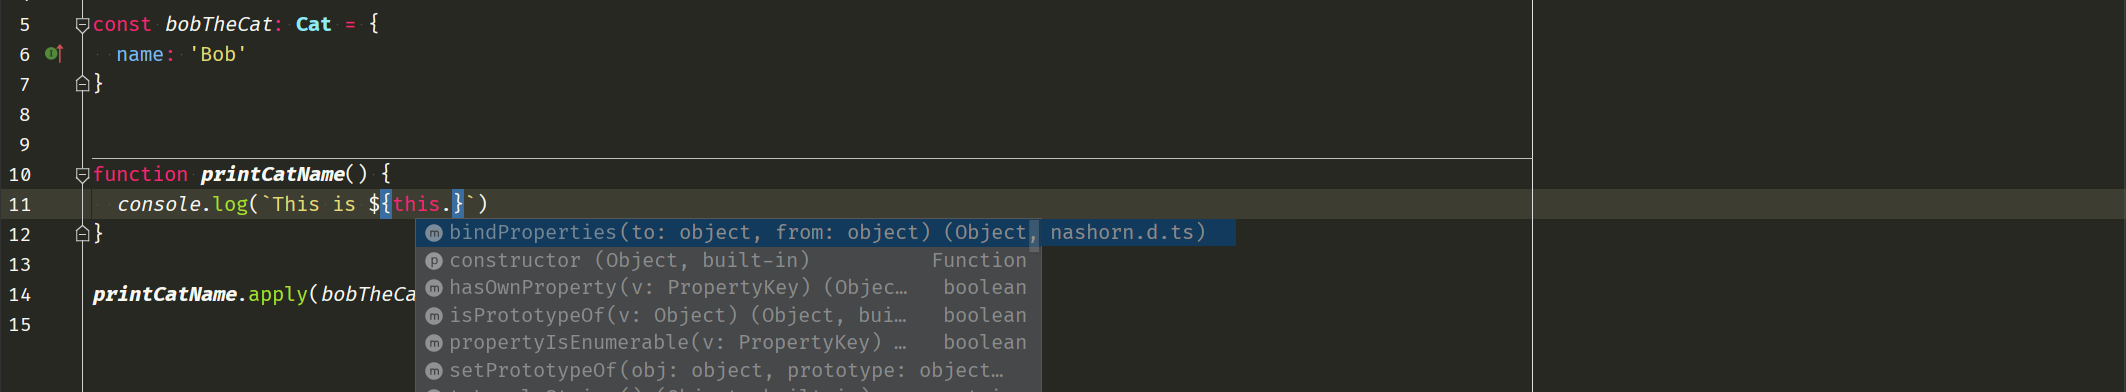 5 const bobTheCat: Cat = {
6 name: 'Bob'
7 }
8
9
10 function printCatName() {
11 console.log(`This is ${this.}`)
12 }
m bindProperties(to: object, from: object) (Object, nashorn.d.ts)
p constructor (Object, built-in) Function
13
m hasOwnProperty(v: PropertyKey) (Objec… boolean
14 printCatName.apply(bobTheCa
m isPrototypeOf(v: Object) (Object, bui… boolean
15
m propertyIsEnumerable(v: PropertyKey) … boolean
m setPrototypeOf(obj: object, prototype: object…